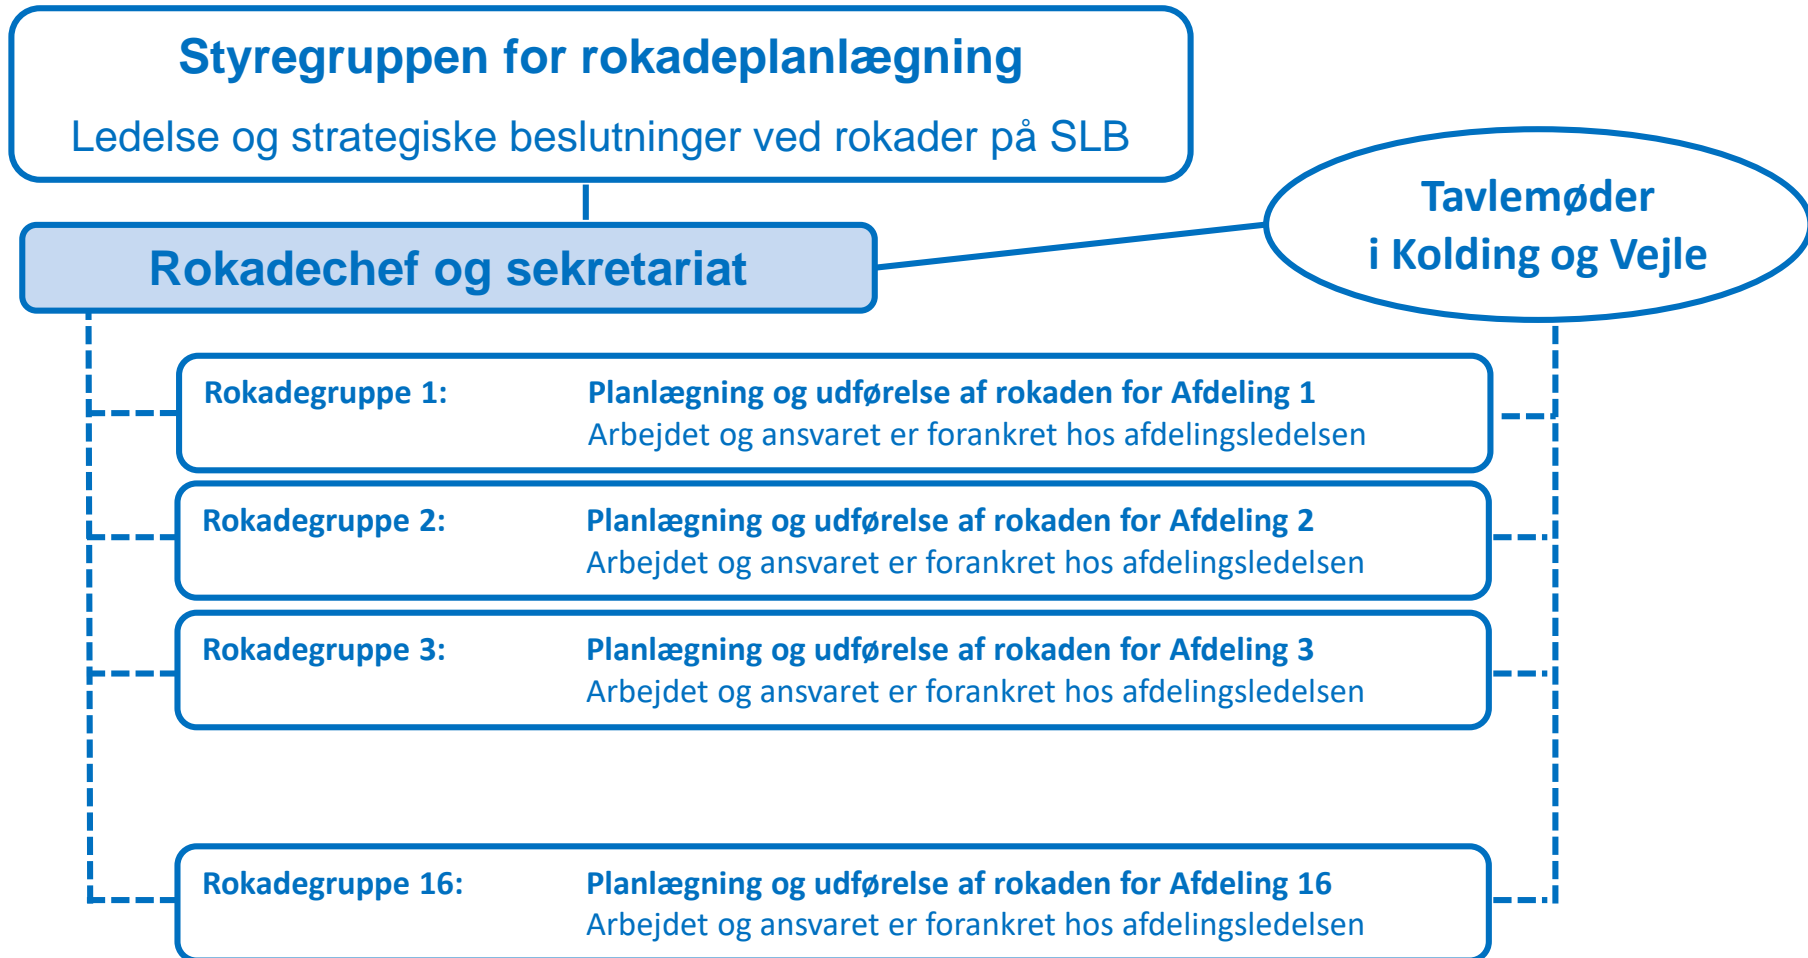 Styregruppen for rokadeplanlægning
Ledelse og strategiske beslutninger ved rokader på SLB
Tavlemøder
i Kolding og Vejle
Rokadechef og sekretariat
Rokadegruppe 1: Planlægning og udførelse af rokaden for Afdeling 1
Arbejdet og ansvaret er forankret hos afdelingsledelsen
Rokadegruppe 2: Planlægning og udførelse af rokaden for Afdeling 2
Arbejdet og ansvaret er forankret hos afdelingsledelsen
Rokadegruppe 3: Planlægning og udførelse af rokaden for Afdeling 3
Arbejdet og ansvaret er forankret hos afdelingsledelsen
Rokadegruppe 16: Planlægning og udførelse af rokaden for Afdeling 16
Arbejdet og ansvaret er forankret hos afdelingsledelsen